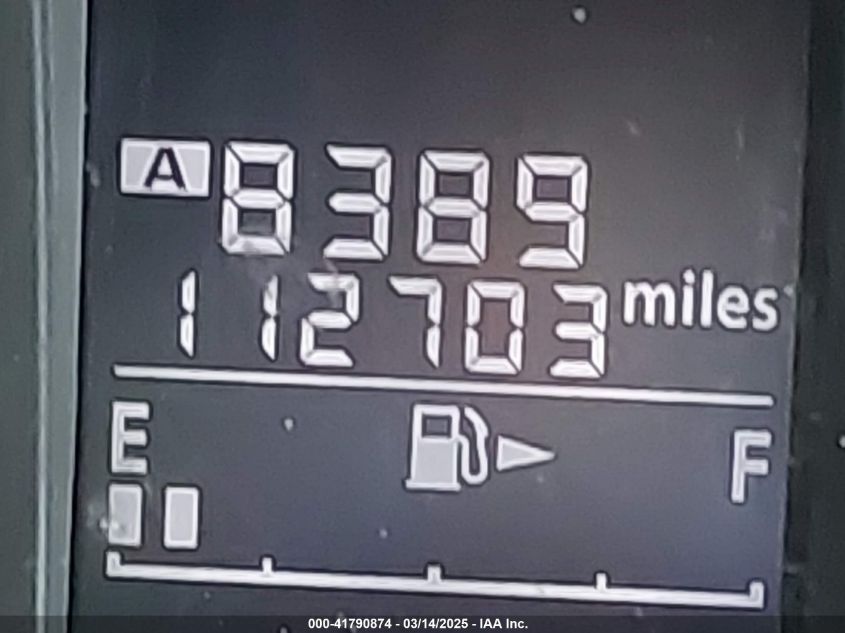 A 8389
112703 miles
E F
000-41790874 - 03/14/2025 - IAA Inc.